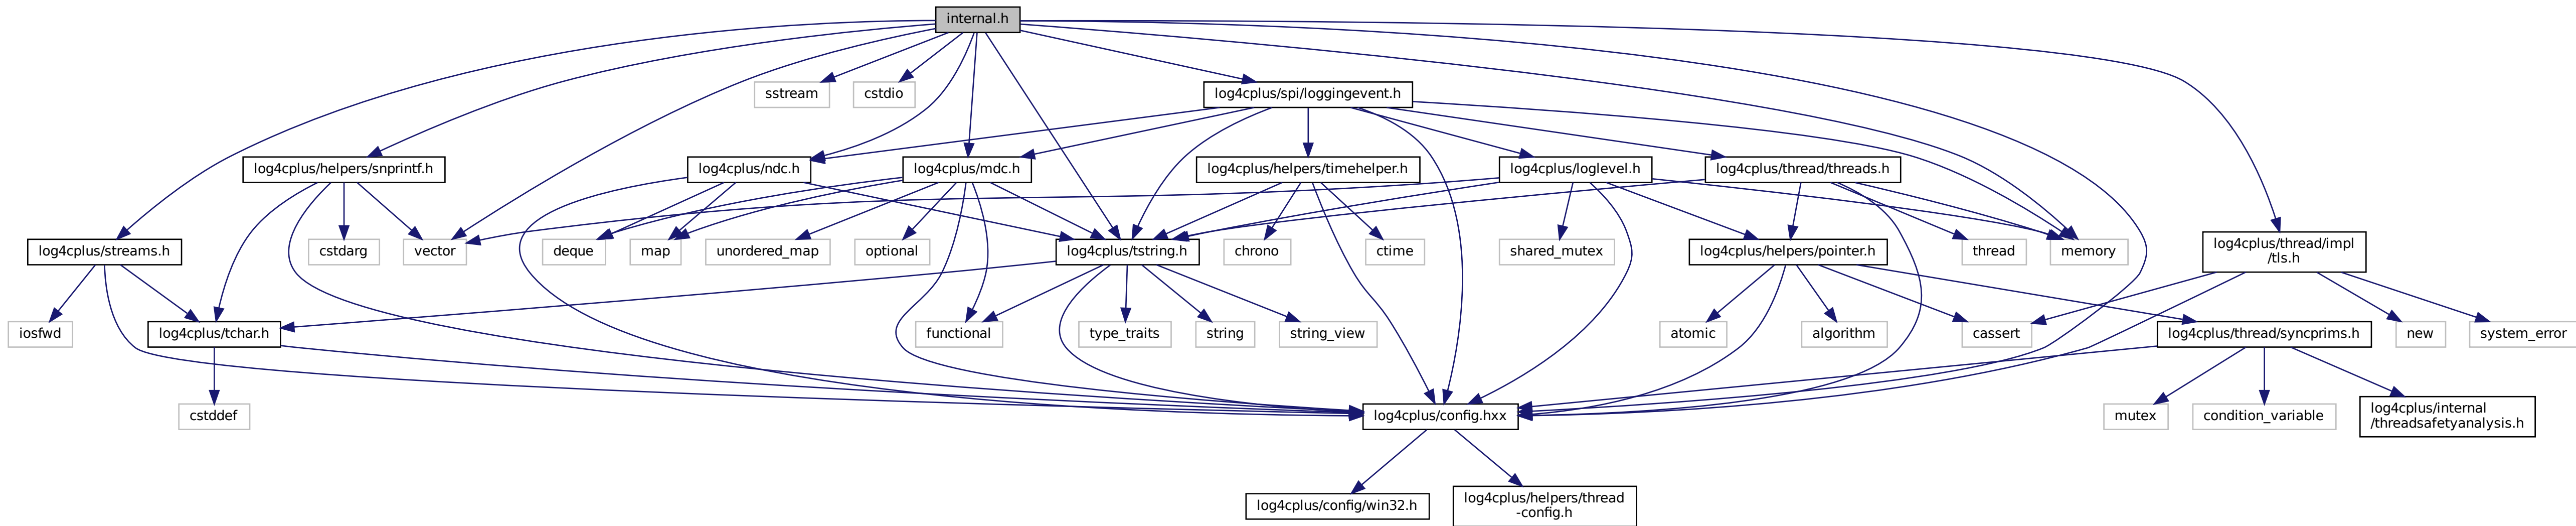 internal.h
sstream
cstdio
log4cplus/spi/loggingevent.h
log4cplus/helpers/snprintf.h
log4cplus/ndc.h
log4cplus/mdc.h
log4cplus/helpers/timehelper.h
log4cplus/loglevel.h
log4cplus/thread/threads.h
log4cplus/streams.h
cstdarg
vector
deque
map
unordered_map
optional
log4cplus/tstring.h
chrono
ctime
shared_mutex
log4cplus/helpers/pointer.h
thread
memory
log4cplus/thread/impl
/tls.h
iosfwd
log4cplus/tchar.h
functional
type_traits
string
string_view
atomic
algorithm
cassert
log4cplus/thread/syncprims.h
new
system_error
cstddef
log4cplus/config.hxx
mutex
condition_variable
log4cplus/internal
/threadsafetyanalysis.h
log4cplus/config/win32.h
log4cplus/helpers/thread
-config.h